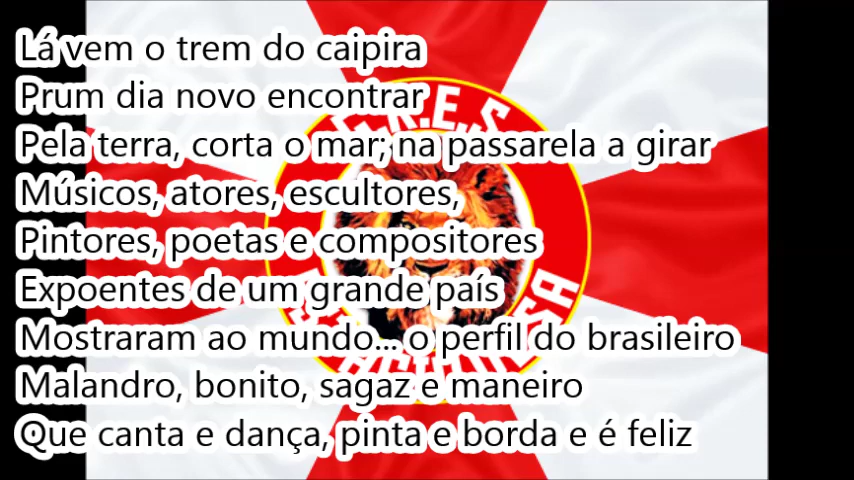 Lá vem o trem do caipira
Prum dia novo encontrar
Pela terra, corta o mar; na passarela a girar
Músicos, atores, escultores,
Pintores, poetas e compositores
Expoentes de um grande país
Mostraram ao mundo... o perfil do brasileiro
Malandro, bonito, sagaz e maneiro
Que canta e dança, pinta e borda e é feliz
G.R.E.S